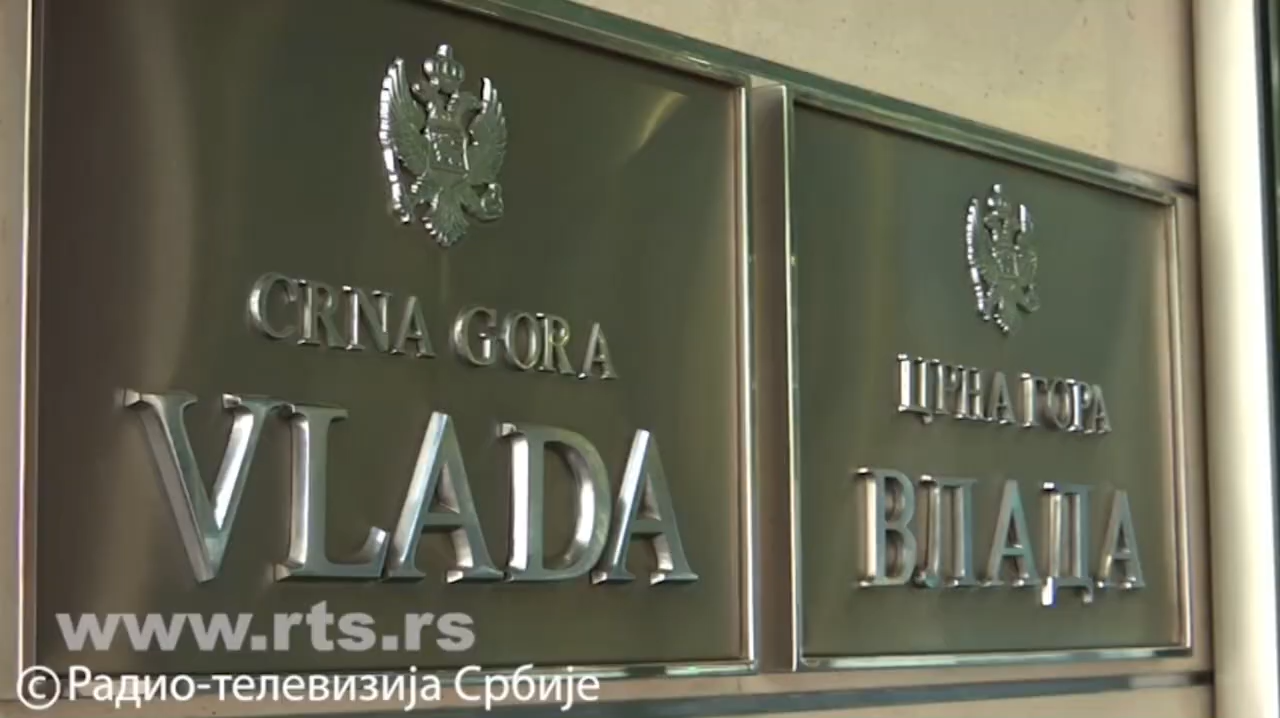 CRNA GORA
VLADA
ЦРНА ГОРА
ВЛАДА
www.rts.rs
©Радио-телевизија Србије